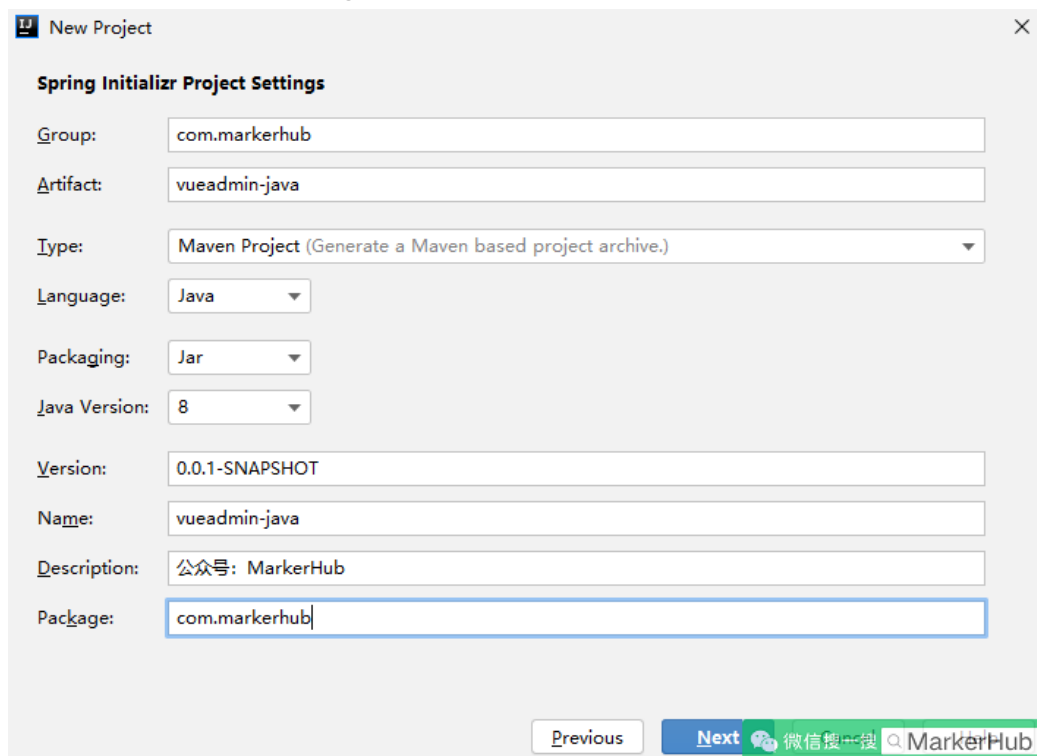 New Project
Spring Initializr Project Settings
Group: com.markerhub
Artifact: vueadmin-java
Type: Maven Project (Generate a Maven based project archive.)
Language: Java
Packaging: Jar
Java Version: 8
Version: 0.0.1-SNAPSHOT
Name: vueadmin-java
Description: 公众号：MarkerHub
Package: com.markerhub
Previous Next Cancel Help
微信搜一搜 MarkerHub